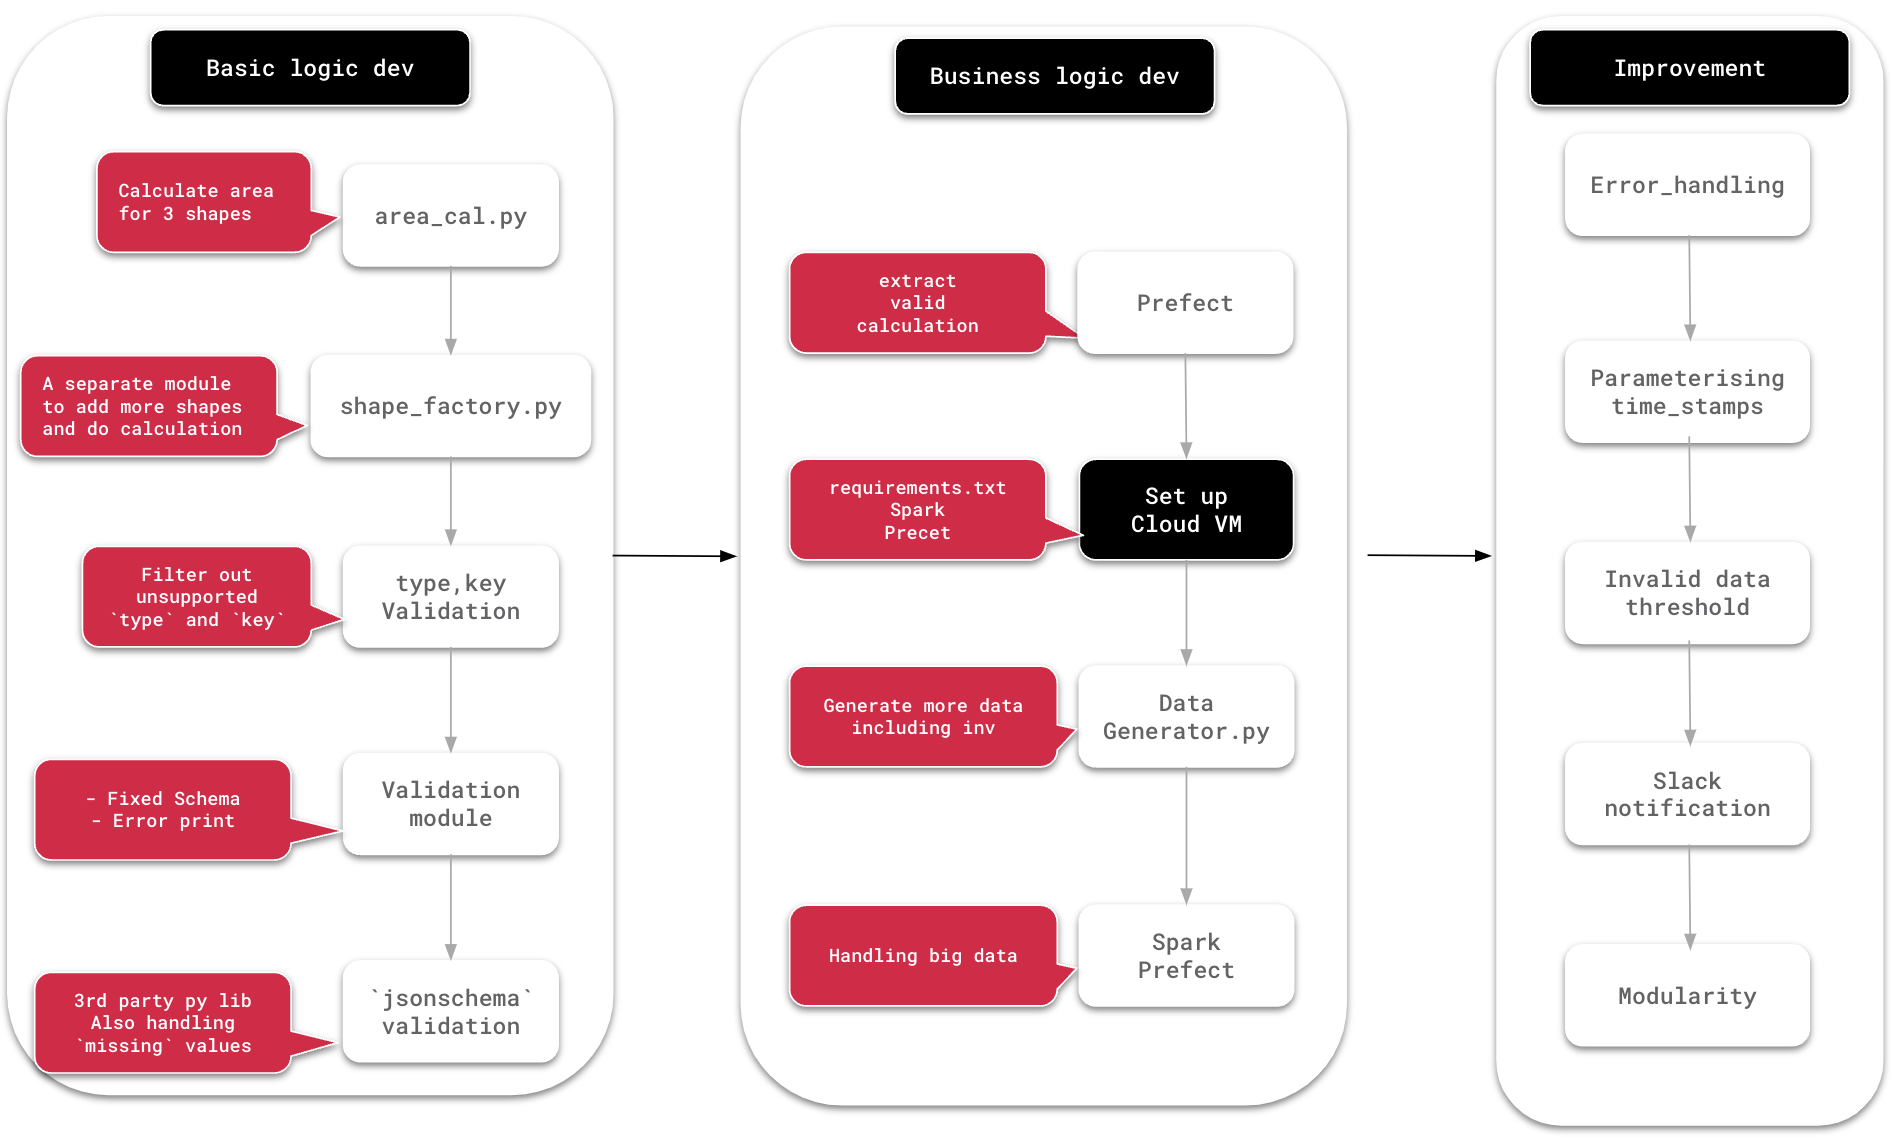 Basic logic dev
Calculate area
for 3 shapes
area_cal.py
A separate module
to add more shapes
and do calculation
shape_factory.py
Filter out
unsupported
`type` and `key`
type,key
Validation
- Fixed Schema
- Error print
Validation
module
3rd party py lib
Also handling
`missing` values
`jsonschema`
validation
Business logic dev
extract
valid
calculation
Prefect
requirements.txt
Spark
Precet
Set up
Cloud VM
Generate more data
including inv
Data
Generator.py
Handling big data
Spark
Prefect
Improvement
Error_handling
Parameterising
time_stamps
Invalid data
threshold
Slack
notification
Modularity